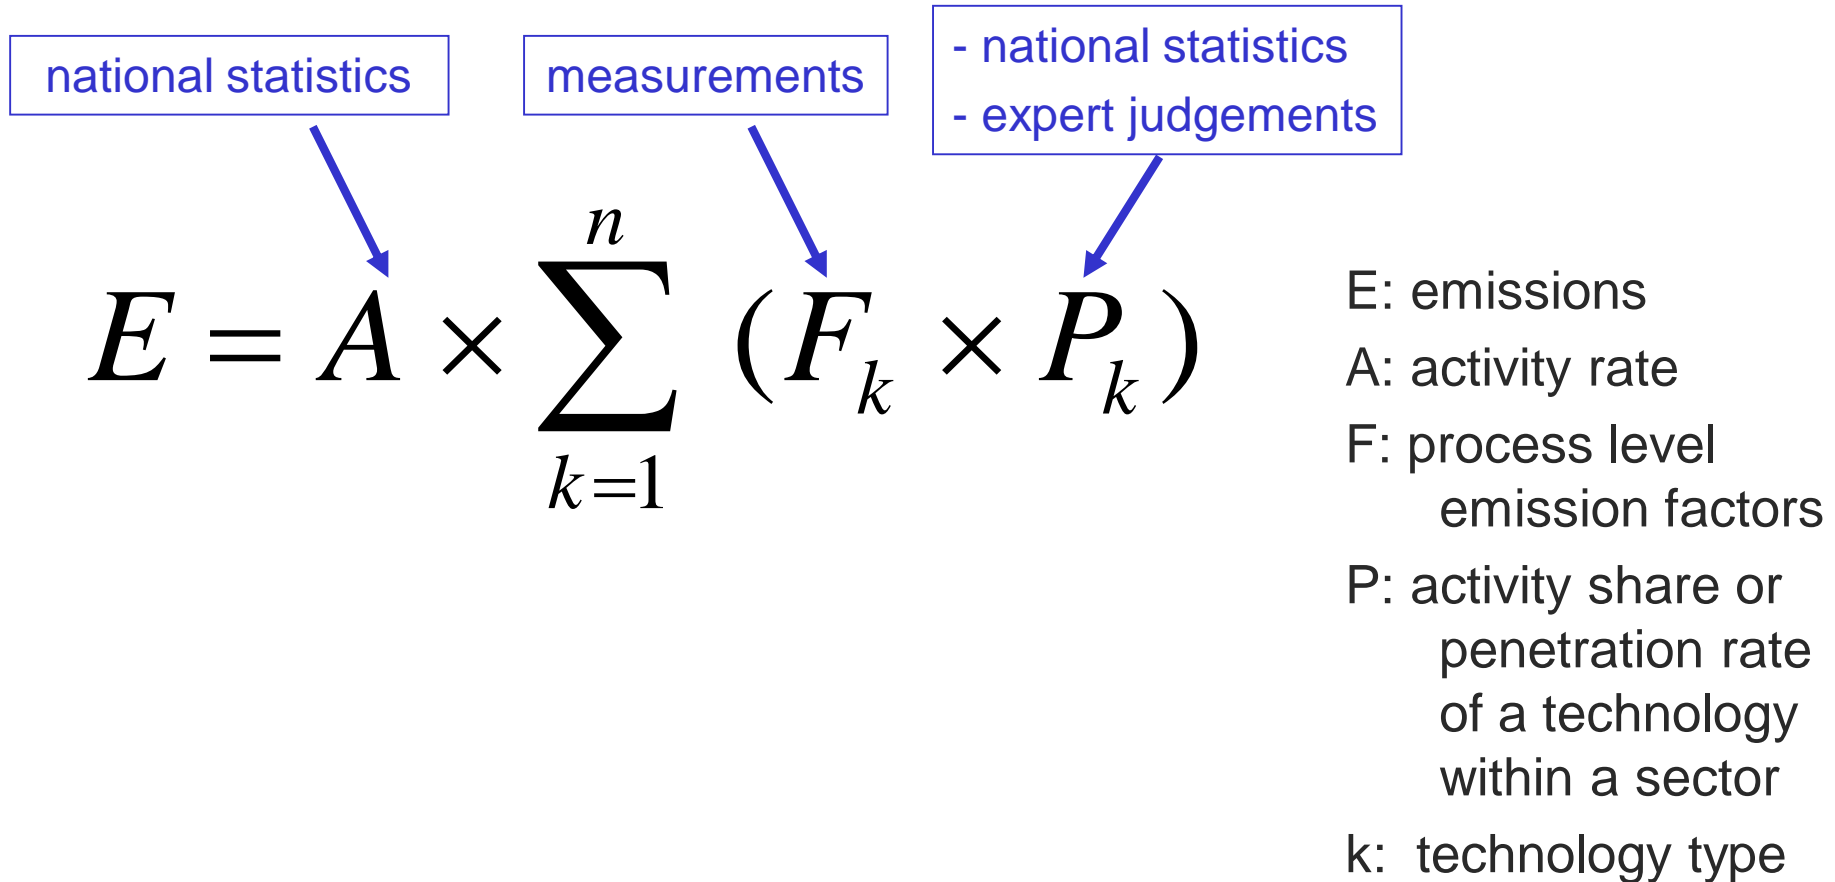 national statistics
measurements
- national statistics
- expert judgements
E = A × ∑ (F_k × P_k)
n
k=1
E: emissions
A: activity rate
F: process level
emission factors
P: activity share or
penetration rate
of a technology
within a sector
k: technology type